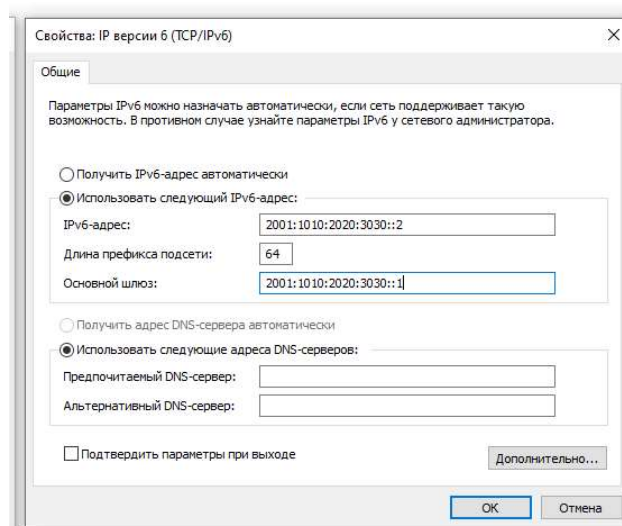 Свойства: IP версии 6 (TCP/IPv6)
Общие
Параметры IPv6 можно назначать автоматически, если сеть поддерживает такую
возможность. В противном случае узнайте параметры IPv6 у сетевого администратора.
Получить IPv6-адрес автоматически
Использовать следующий IPv6-адрес:
IPv6-адрес: 2001:1010:2020:3030::2
Длина префикса подсети: 64
Основной шлюз: 2001:1010:2020:3030::1
Получить адрес DNS-сервера автоматически
Использовать следующие адреса DNS-серверов:
Предпочитаемый DNS-сервер:
Альтернативный DNS-сервер:
Подтвердить параметры при выходе
Дополнительно...
ОК Отмена